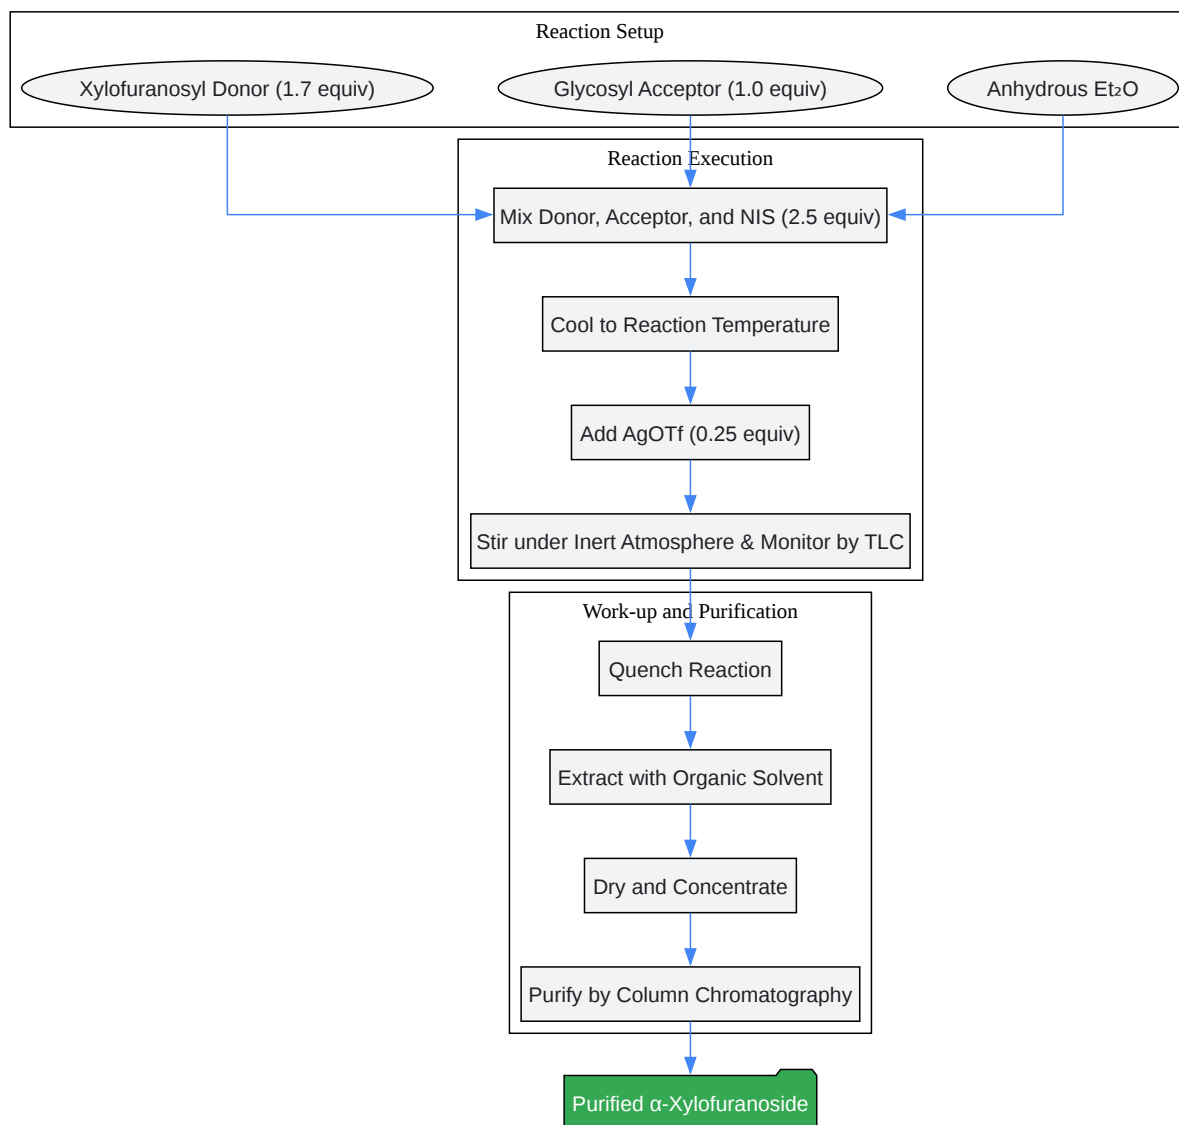 Reaction Setup
Xylofuranosyl Donor (1.7 equiv)
Glycosyl Acceptor (1.0 equiv)
Anhydrous Et₂O
Reaction Execution
Mix Donor, Acceptor, and NIS (2.5 equiv)
Cool to Reaction Temperature
Add AgOTf (0.25 equiv)
Stir under Inert Atmosphere & Monitor by TLC
Work-up and Purification
Quench Reaction
Extract with Organic Solvent
Dry and Concentrate
Purify by Column Chromatography
Purified α-Xylofuranoside